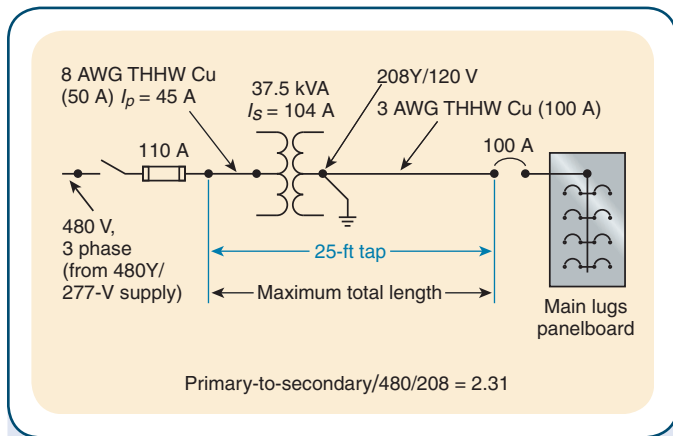 8 AWG THHW Cu
(50 A) Ip = 45 A
37.5 kVA
Is = 104 A
208Y/120 V
3 AWG THHW Cu (100 A)
110 A
100 A
480 V,
3 phase
(from 480Y/
277-V supply)
25-ft tap
Maximum total length
Main lugs
panelboard
Primary-to-secondary/480/208 = 2.31